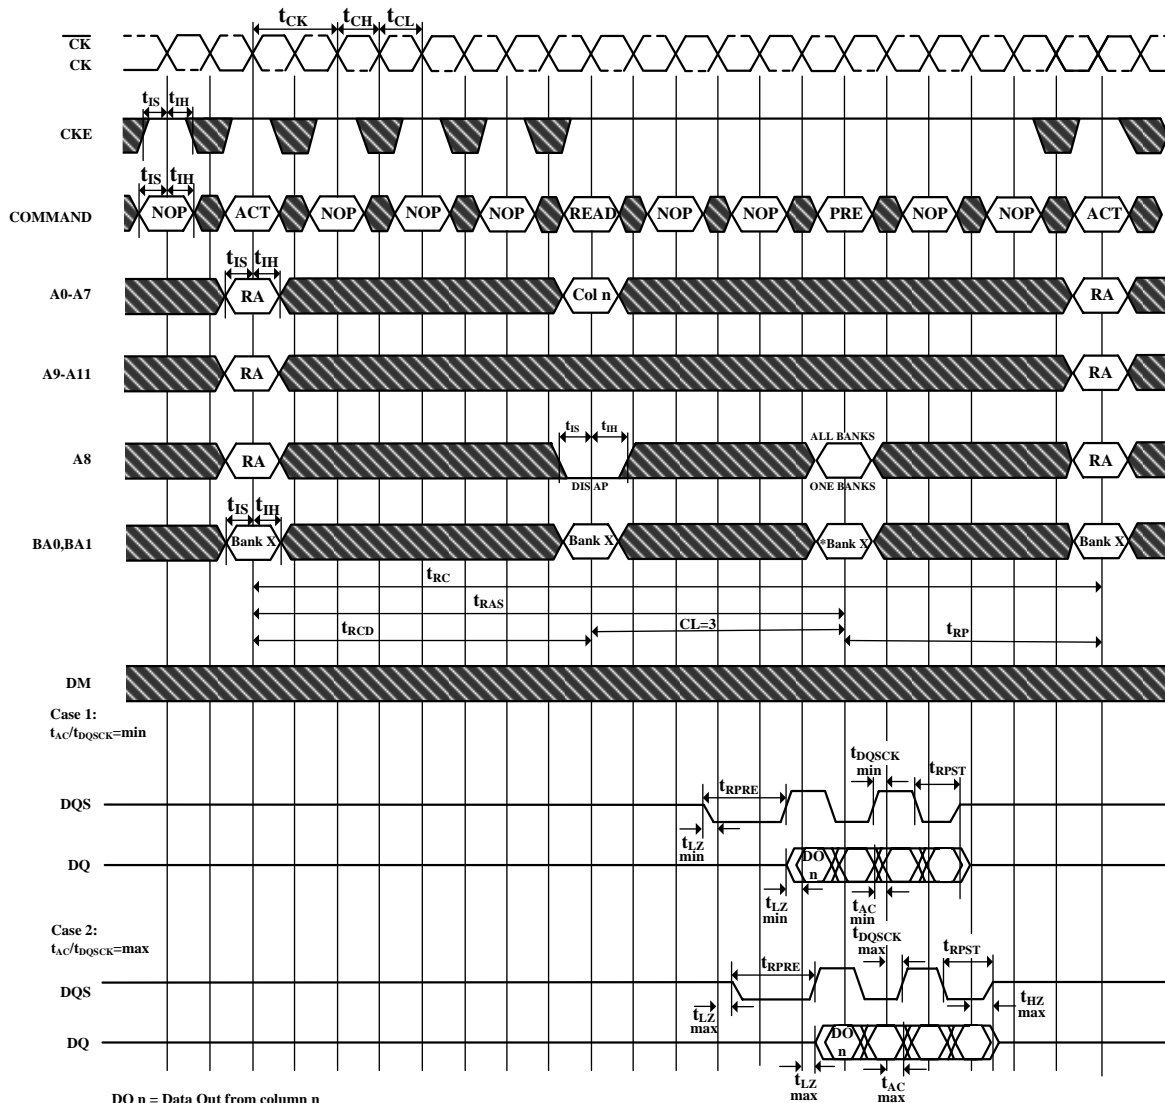 tCK tCH tCL
CK
CK
tIS tIH
CKE
tIS tIH
COMMAND NOP ACT NOP NOP NOP READ NOP NOP PRE NOP NOP ACT
tIS tIH
A0-A7 RA Col n RA
A9-A11 RA RA
tIS tIH
ALL BANKS
A8 RA RA
DIS AP
ONE BANKS
tIS tIH
BA0,BA1 Bank X Bank X *Bank X Bank X
tRC
tRAS
tRCD CL=3 tRP
DM
Case 1:
tAC/tDQSCK=min
tDQSCK
min
tRPRE tRPST
DQS
tLZ
min
DQ DO
n
tLZ
min
tAC
min
Case 2:
tAC/tDQSCK=max
tDQSCK
max
tRPRE tRPST
DQS
tLZ
max
tHZ
max
DQ DO
n
tLZ
max
tAC
max
DO n = Data Out from column n